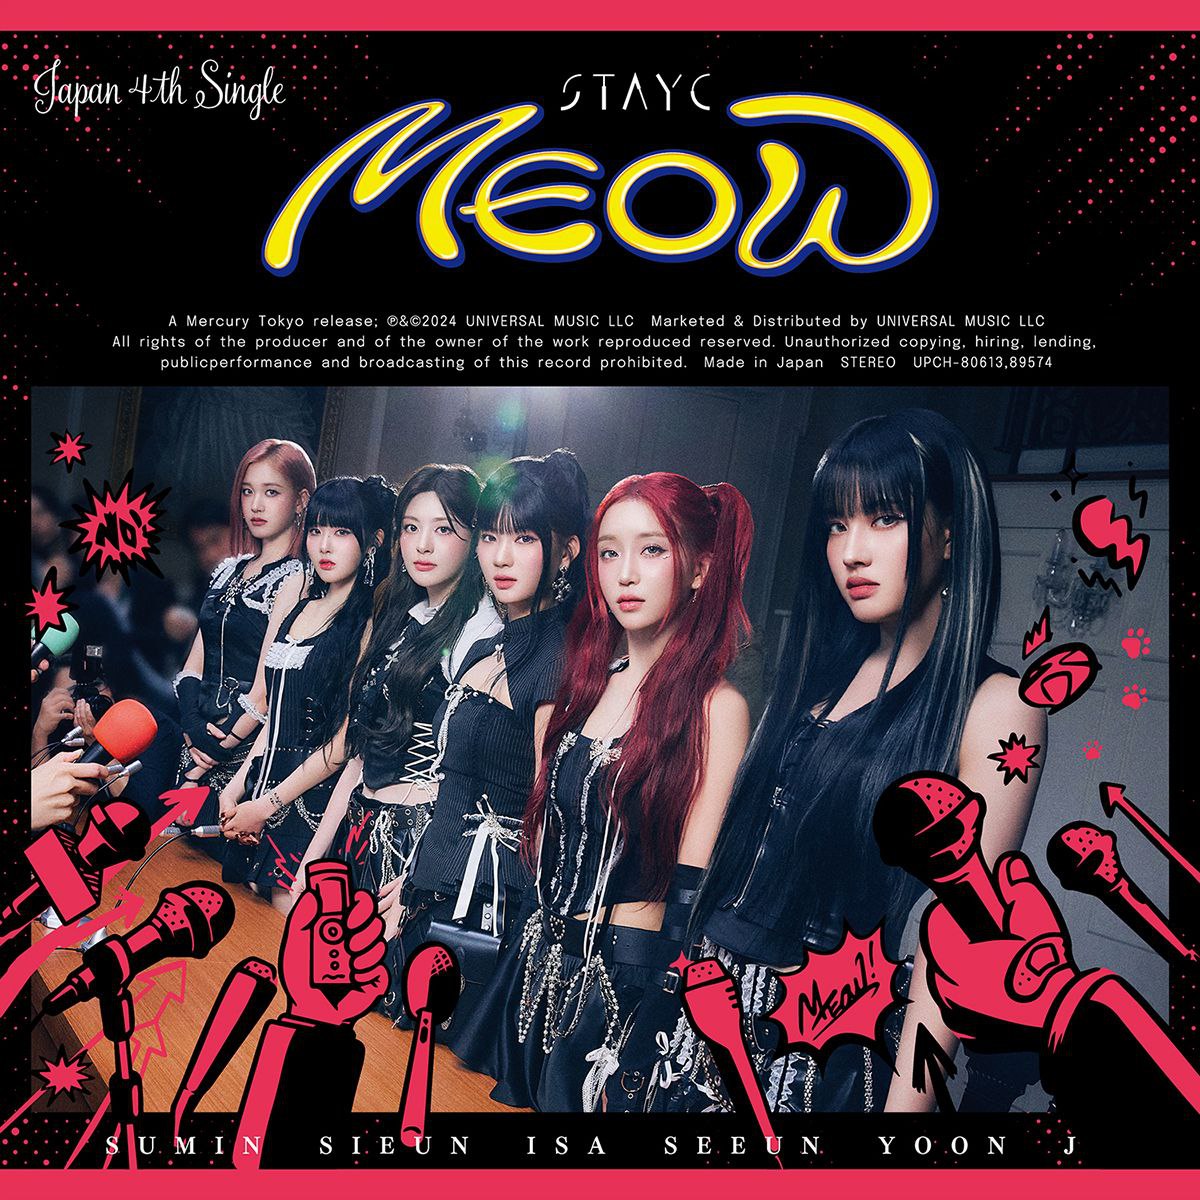 Japan 4th Single
STAYC
MEOW
A Mercury Tokyo release; ℗&©2024 UNIVERSAL MUSIC LLC Marketed & Distributed by UNIVERSAL MUSIC LLC
All rights of the producer and of the owner of the work reproduced reserved. Unauthorized copying, hiring, lending,
publicperformance and broadcasting of this record prohibited. Made in Japan STEREO UPCH-80613,89574
NO!
Meow!
SUMIN SIEUN ISA SEEUN YOON J